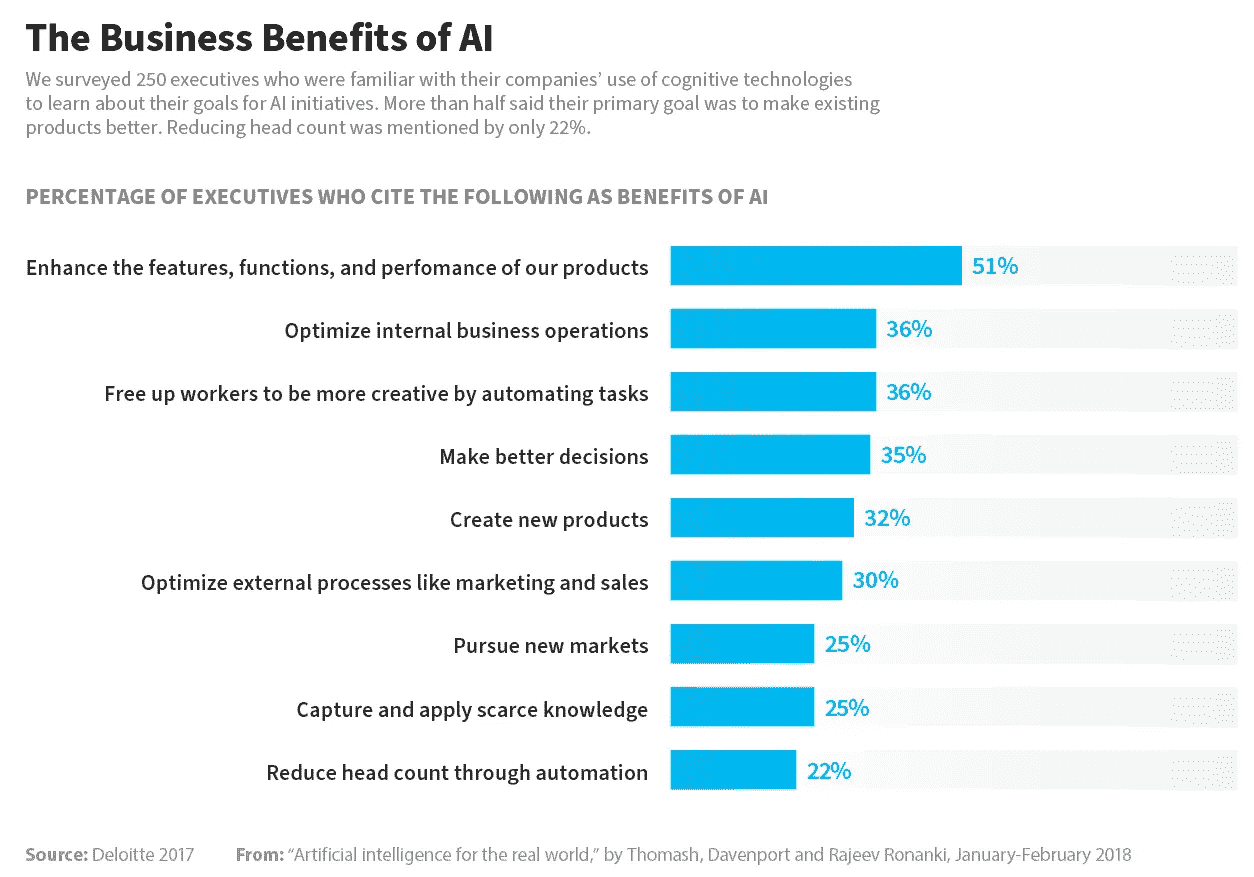 The Business Benefits of AI
We surveyed 250 executives who were familiar with their companies’ use of cognitive technologies
to learn about their goals for AI initiatives. More than half said their primary goal was to make existing
products better. Reducing head count was mentioned by only 22%.
PERCENTAGE OF EXECUTIVES WHO CITE THE FOLLOWING AS BENEFITS OF AI
Enhance the features, functions, and perfomance of our products 51%
Optimize internal business operations 36%
Free up workers to be more creative by automating tasks 36%
Make better decisions 35%
Create new products 32%
Optimize external processes like marketing and sales 30%
Pursue new markets 25%
Capture and apply scarce knowledge 25%
Reduce head count through automation 22%
Source: Deloitte 2017 From: “Artificial intelligence for the real world,” by Thomash, Davenport and Rajeev Ronanki, January-February 2018